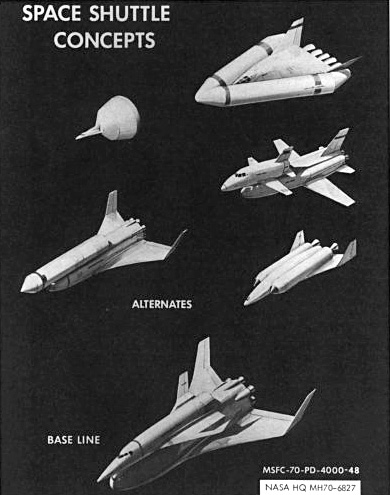 SPACE SHUTTLE
CONCEPTS
ALTERNATES
BASE LINE
MSFC-70-PD-4000-48
NASA HQ MH70-6827